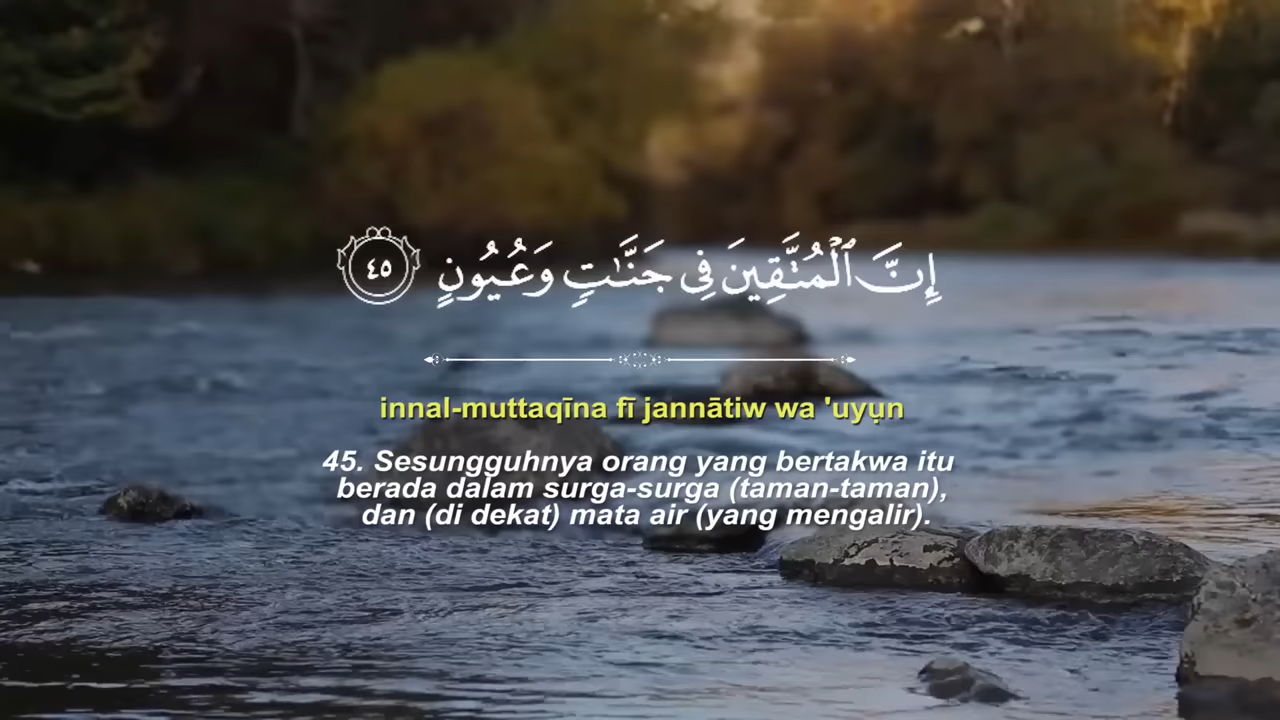 إِنَّ ٱلْمُتَّقِينَ فِى جَنَّـٰتٍ وَعُيُونٍ ٤٥
innal-muttaqīna fī jannātiw wa 'uyụn
45. Sesungguhnya orang yang bertakwa itu
berada dalam surga-surga (taman-taman),
dan (di dekat) mata air (yang mengalir).